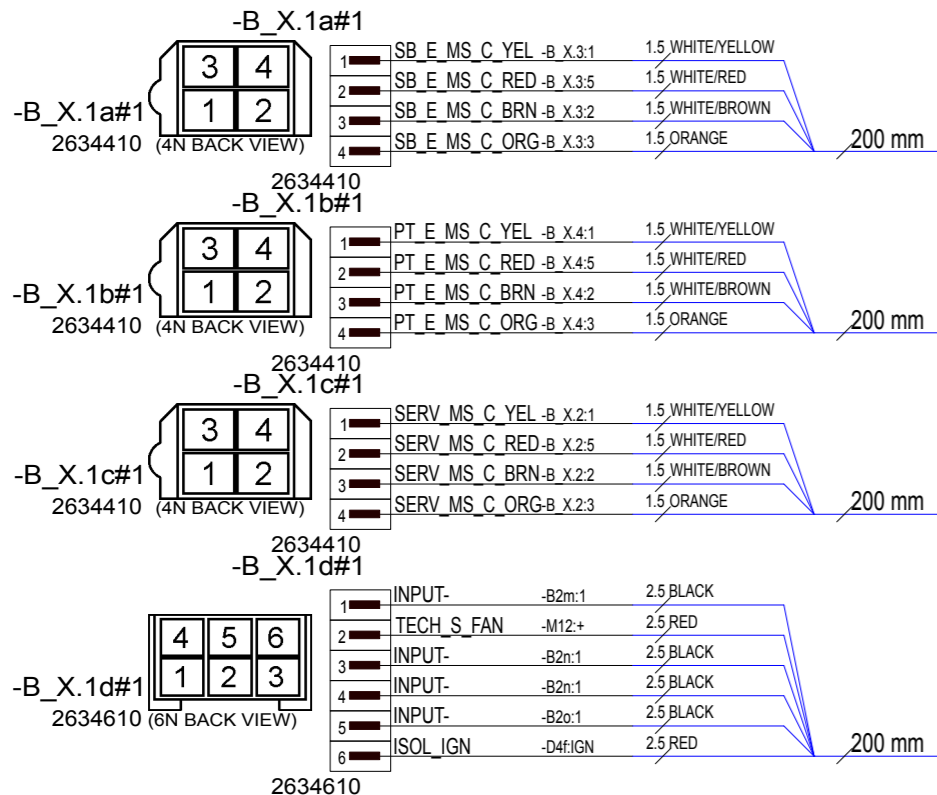 -B_X.1a#1
3 4
1 2
-B_X.1a#1
2634410 (4N BACK VIEW)
1 SB_E_MS_C_YEL -B_X.3:1 1.5 WHITE/YELLOW
2 SB_E_MS_C_RED -B_X.3:5 1.5 WHITE/RED
3 SB_E_MS_C_BRN -B_X.3:2 1.5 WHITE/BROWN
4 SB_E_MS_C_ORG -B_X.3:3 1.5 ORANGE
200 mm
2634410
-B_X.1b#1
3 4
1 2
-B_X.1b#1
2634410 (4N BACK VIEW)
1 PT_E_MS_C_YEL -B_X.4:1 1.5 WHITE/YELLOW
2 PT_E_MS_C_RED -B_X.4:5 1.5 WHITE/RED
3 PT_E_MS_C_BRN -B_X.4:2 1.5 WHITE/BROWN
4 PT_E_MS_C_ORG -B_X.4:3 1.5 ORANGE
200 mm
2634410
-B_X.1c#1
3 4
1 2
-B_X.1c#1
2634410 (4N BACK VIEW)
1 SERV_MS_C_YEL -B_X.2:1 1.5 WHITE/YELLOW
2 SERV_MS_C_RED -B_X.2:5 1.5 WHITE/RED
3 SERV_MS_C_BRN -B_X.2:2 1.5 WHITE/BROWN
4 SERV_MS_C_ORG -B_X.2:3 1.5 ORANGE
200 mm
2634410
-B_X.1d#1
4 5 6
1 2 3
-B_X.1d#1
2634610 (6N BACK VIEW)
1 INPUT- -B2m:1 2.5 BLACK
2 TECH_S_FAN -M12:+ 2.5 RED
3 INPUT- -B2n:1 2.5 BLACK
4 INPUT- -B2n:1 2.5 BLACK
5 INPUT- -B2o:1 2.5 BLACK
6 ISOL_IGN -D4f:IGN 2.5 RED
200 mm
2634610